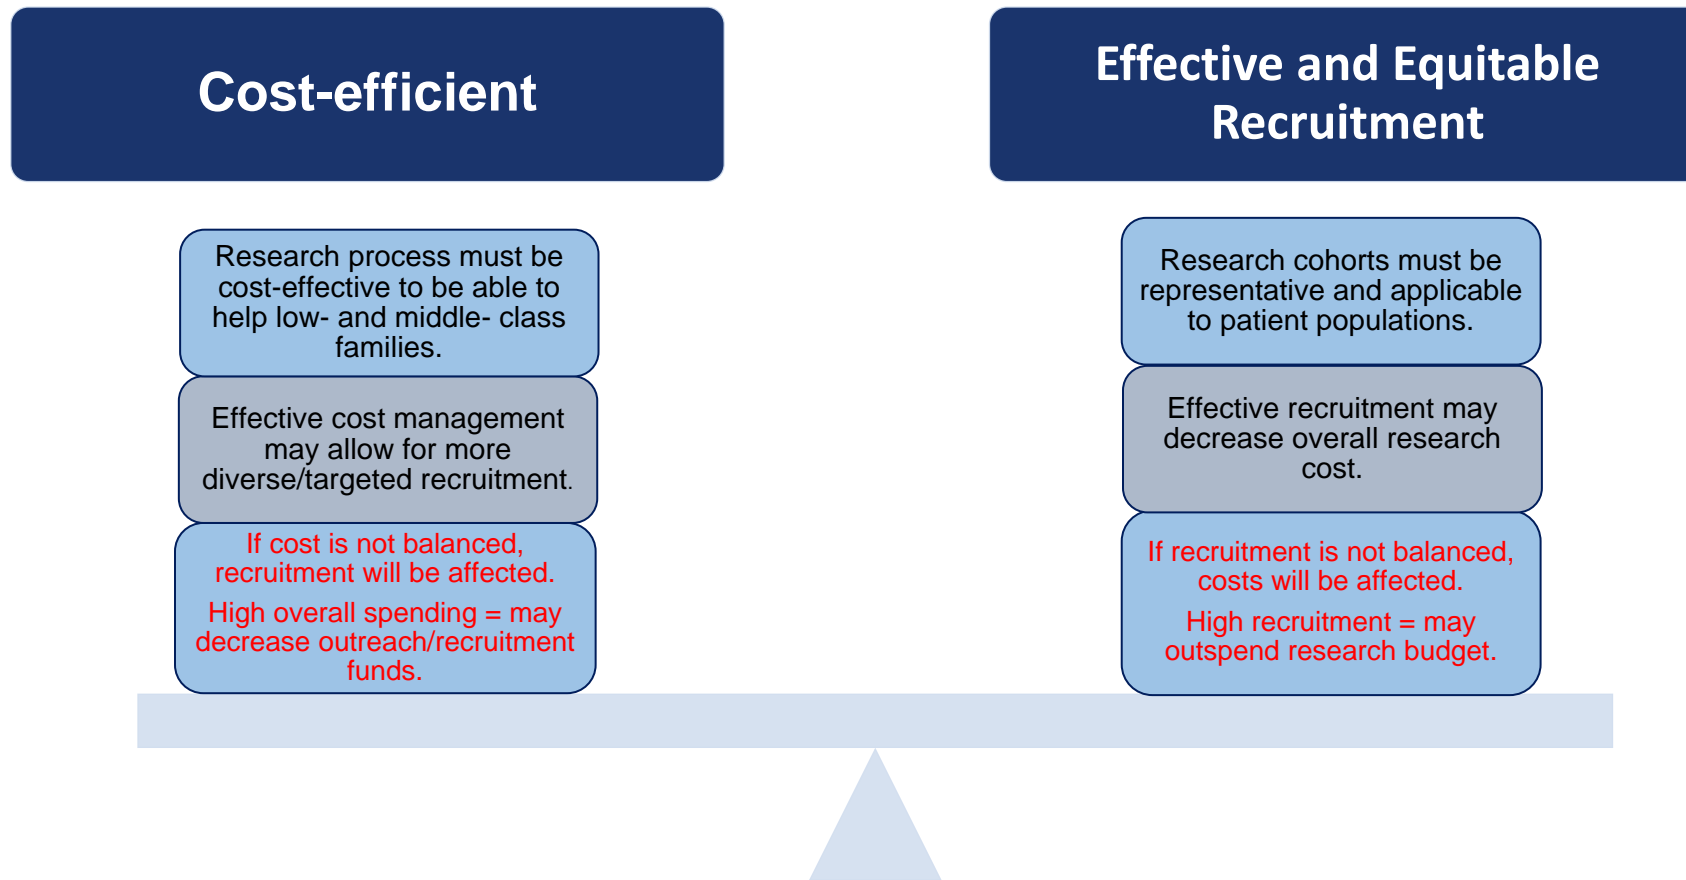 Cost-efficient
Research process must be
cost-effective to be able to
help low- and middle- class
families.
Effective cost management
may allow for more
diverse/targeted recruitment.
If cost is not balanced,
recruitment will be affected.
High overall spending = may
decrease outreach/recruitment
funds.
Effective and Equitable
Recruitment
Research cohorts must be
representative and applicable
to patient populations.
Effective recruitment may
decrease overall research
cost.
If recruitment is not balanced,
costs will be affected.
High recruitment = may
outspend research budget.